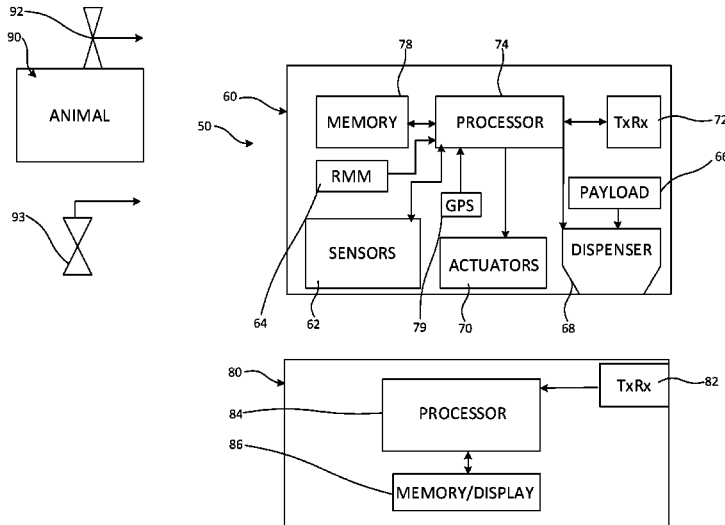 92
90
ANIMAL
93
78
74
60
50
MEMORY
PROCESSOR
TxRx
72
RMM
GPS
PAYLOAD
66
SENSORS
ACTUATORS
DISPENSER
64
62
79
70
68
80
TxRx
82
84
PROCESSOR
86
MEMORY/DISPLAY